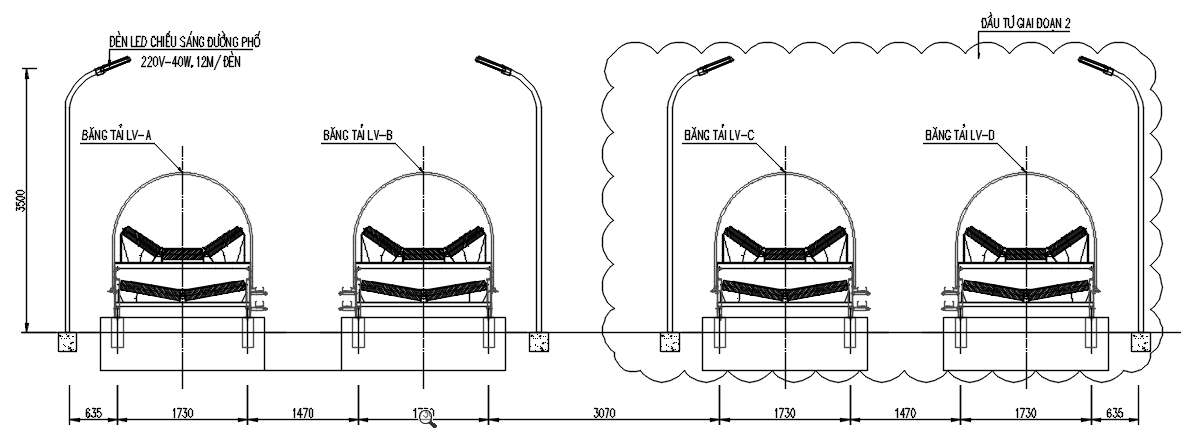 ĐẦU TƯ GIAI ĐOẠN 2
ĐÈN LED CHIẾU SÁNG ĐƯỜNG PHỐ
220V-40W, 12M/ĐÈN
BĂNG TẢI LV-A
BĂNG TẢI LV-B
BĂNG TẢI LV-C
BĂNG TẢI LV-D
3500
635 1730 1470 1730 3070 1730 1470 1730 635